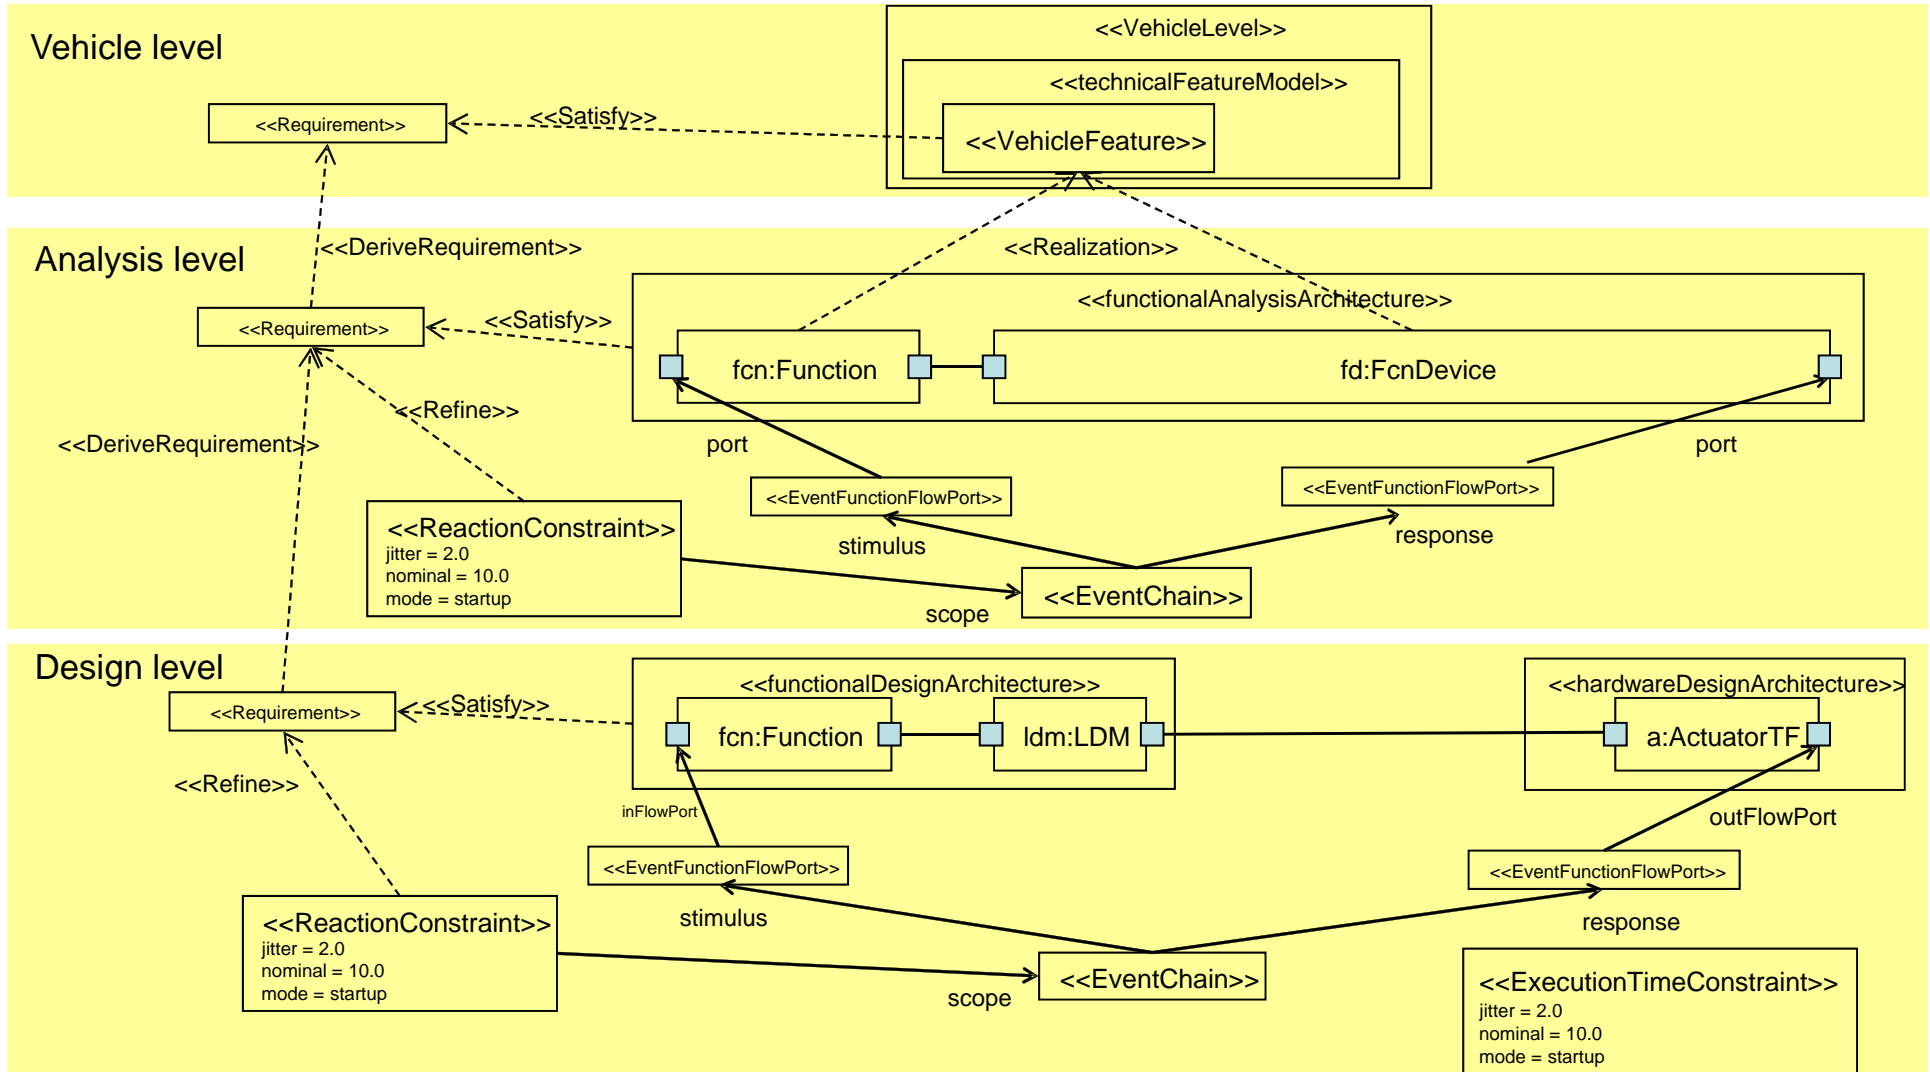 Vehicle level
<<VehicleLevel>>
<<technicalFeatureModel>>
<<Requirement>>
<<Satisfy>>
<<VehicleFeature>>
Analysis level
<<DeriveRequirement>>
<<Realization>>
<<functionalAnalysisArchitecture>>
<<Requirement>>
<<Satisfy>>
fcn:Function
fd:FcnDevice
<<Refine>>
<<DeriveRequirement>>
port
port
<<EventFunctionFlowPort>>
<<EventFunctionFlowPort>>
<<ReactionConstraint>>
jitter = 2.0
nominal = 10.0
mode = startup
stimulus
response
scope
<<EventChain>>
Design level
<<functionalDesignArchitecture>>
<<hardwareDesignArchitecture>>
<<Requirement>>
<<Satisfy>>
fcn:Function
ldm:LDM
a:ActuatorTF
<<Refine>>
inFlowPort
outFlowPort
<<EventFunctionFlowPort>>
<<EventFunctionFlowPort>>
stimulus
response
<<ReactionConstraint>>
jitter = 2.0
nominal = 10.0
mode = startup
scope
<<EventChain>>
<<ExecutionTimeConstraint>>
jitter = 2.0
nominal = 10.0
mode = startup